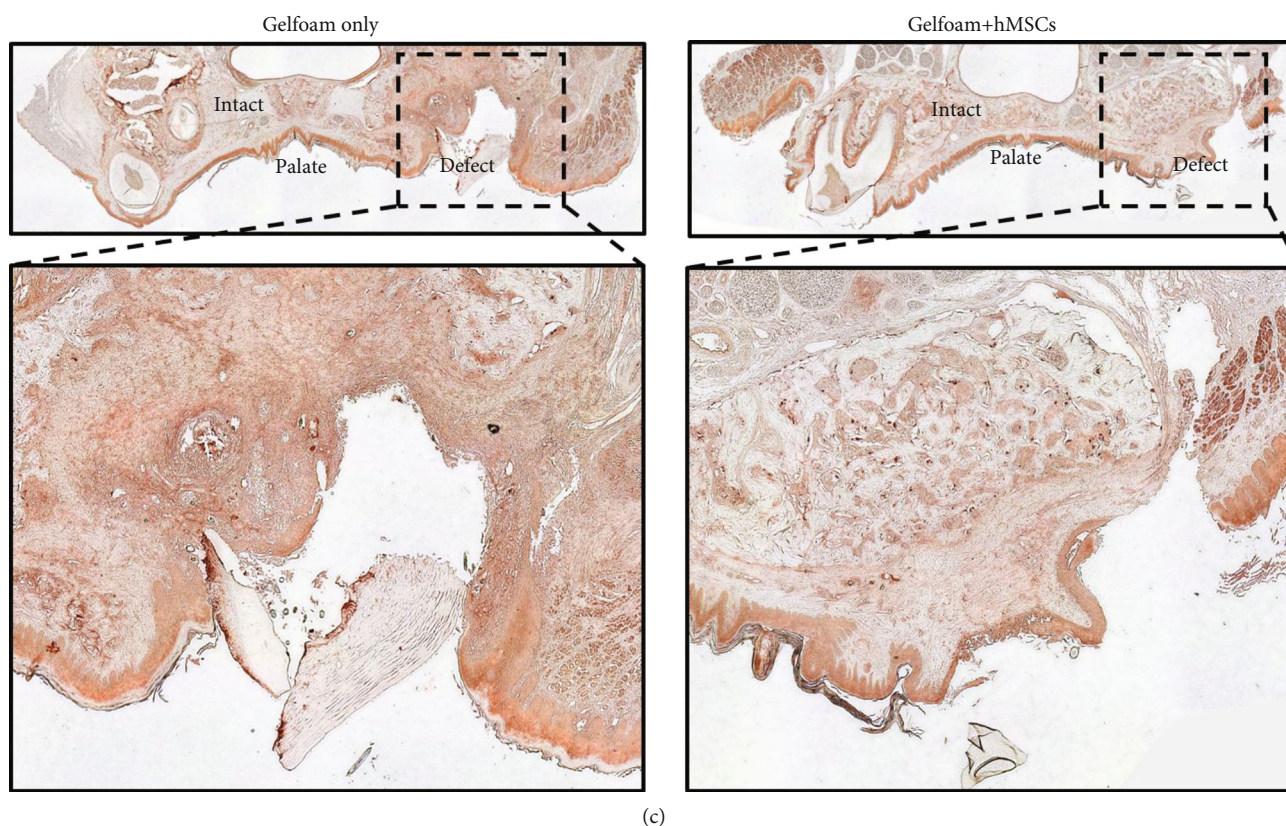 Gelfoam only
Gelfoam+hMSCs
Intact
Palate
Defect
Intact
Palate
Defect
(c)